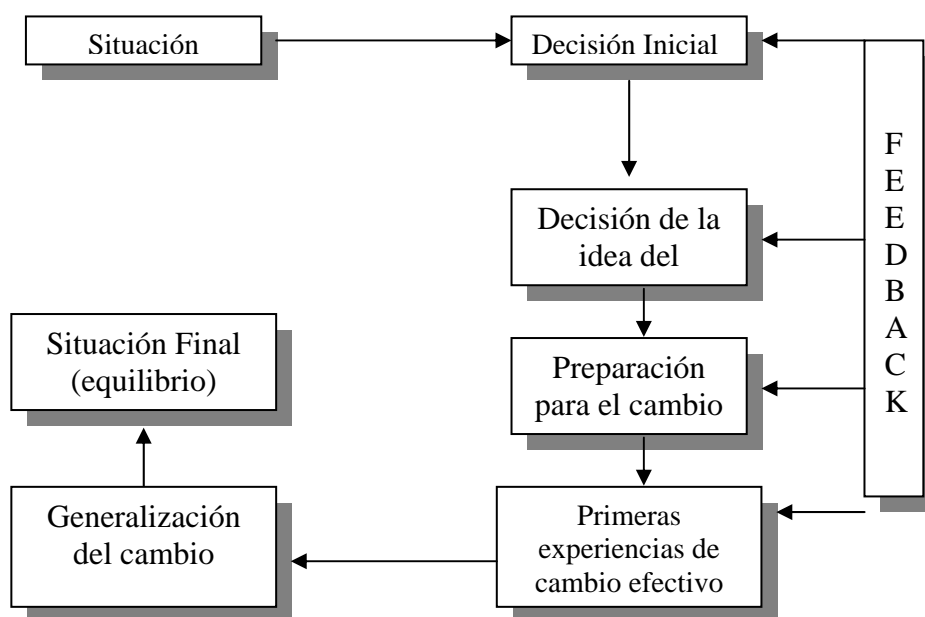 Situación
Decisión Inicial
Decisión de la
idea del
Preparación
para el cambio
Primeras
experiencias de
cambio efectivo
Generalización
del cambio
Situación Final
(equilibrio)
F
E
E
D
B
A
C
K